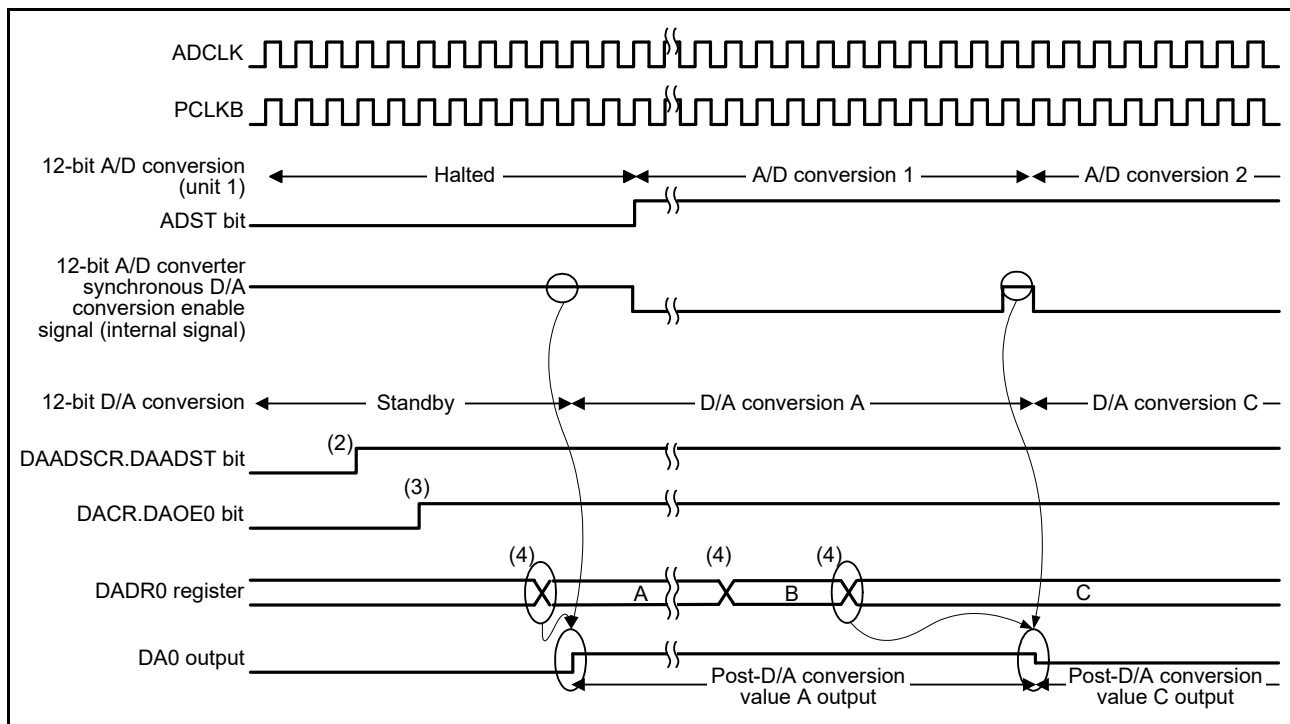 ADCLK
PCLKB
12-bit A/D conversion
(unit 1)
Halted
A/D conversion 1
A/D conversion 2
ADST bit
12-bit A/D converter
synchronous D/A
conversion enable
signal (internal signal)
12-bit D/A conversion
Standby
D/A conversion A
D/A conversion C
DAADSCR.DAADST bit
(2)
DACR.DAOE0 bit
(3)
DADR0 register
(4)
A
(4)
B
(4)
C
DA0 output
Post-D/A conversion
value A output
Post-D/A conversion
value C output